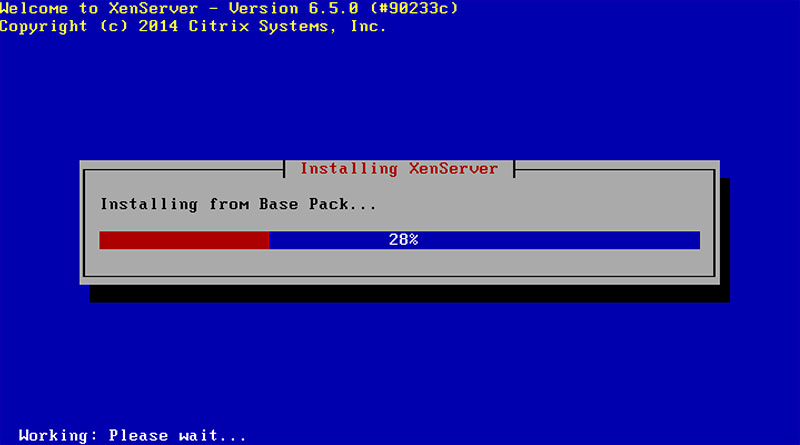 Welcome to XenServer - Version 6.5.0 (#90233c)
Copyright (c) 2014 Citrix Systems, Inc.
Installing XenServer
Installing from Base Pack...
28%
Working: Please wait...